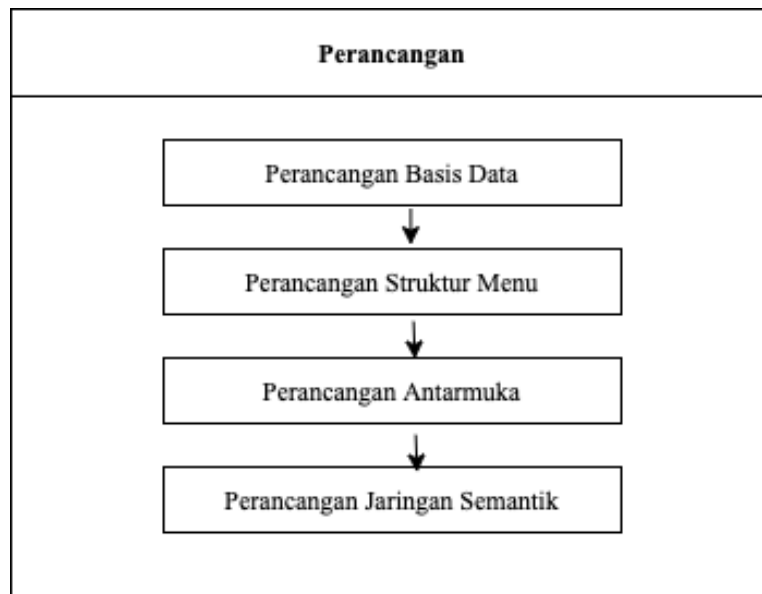 Perancangan
Perancangan Basis Data
Perancangan Struktur Menu
Perancangan Antarmuka
Perancangan Jaringan Semantik